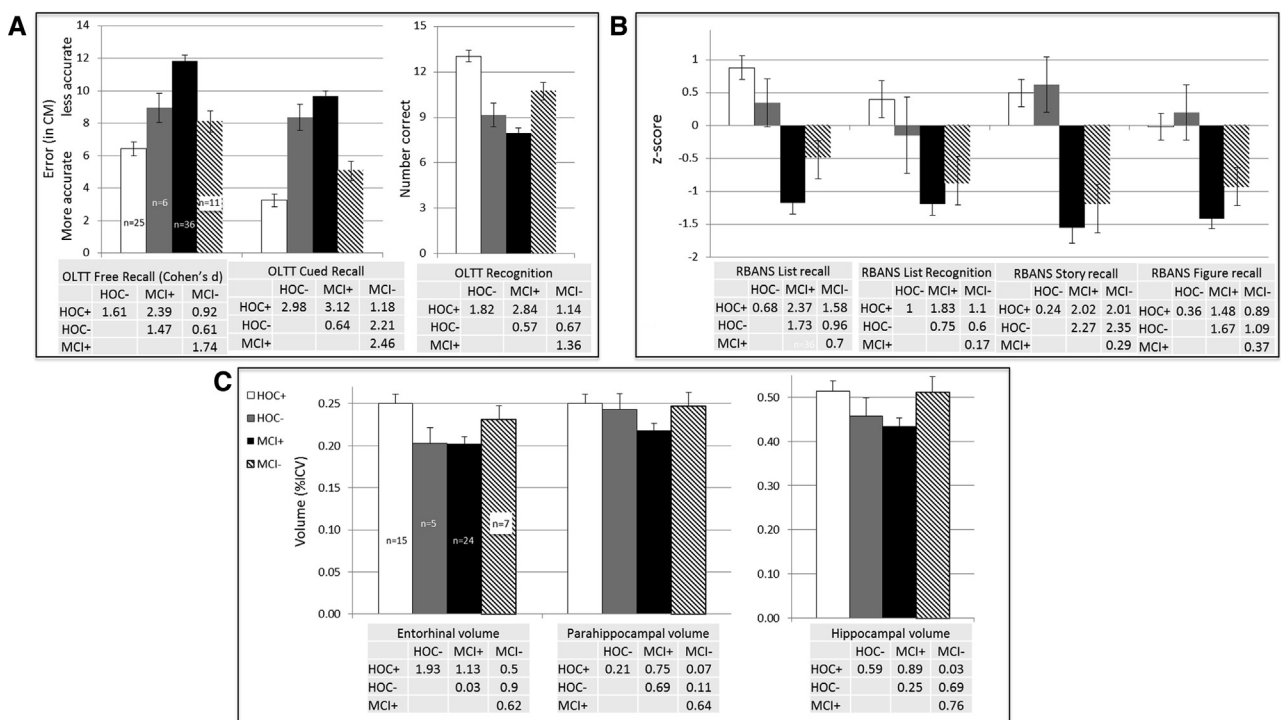 A
14
12
10
8
6
4
2
0
Error (in CM)
More accurate less accurate
n=25
n=6
n=36
n=11
15
12
9
6
3
0
Number correct
OLTT Free Recall (Cohen's d)
HOC- MCI+ MCI-
HOC+ 1.61 2.39 0.92
HOC- 1.47 0.61
MCI+ 1.74
OLTT Cued Recall
HOC- MCI+ MCI-
2.98 3.12 1.18
0.64 2.21
2.46
OLTT Recognition
HOC- MCI+ MCI-
HOC+ 1.82 2.84 1.14
HOC- 0.57 0.67
MCI+ 1.36
B
1
0.5
0
-0.5
-1
-1.5
-2
z-score
RBANS List recall
HOC- MCI+ MCI-
HOC+ 0.68 2.37 1.58
HOC- 1.73 0.96
MCI+ n=36 0.7
RBANS List Recognition
HOC- MCI+ MCI-
HOC+ 1 1.83 1.1
HOC- 0.75 0.6
MCI+ 0.17
RBANS Story recall
HOC- MCI+ MCI-
HOC+ 0.24 2.02 2.01
HOC- 2.27 2.35
MCI+ 0.29
RBANS Figure recall
HOC- MCI+ MCI-
HOC+ 0.36 1.48 0.89
HOC- 1.67 1.09
MCI+ 0.37
C
HOC+
HOC-
MCI+
MCI-
Volume (%ICV)
0.25
0.20
0.15
0.10
0.05
0.00
n=15
n=5
n=24
n=7
0.50
0.40
0.30
0.20
0.10
0.00
Entorhinal volume
HOC- MCI+ MCI-
HOC+ 1.93 1.13 0.5
HOC- 0.03 0.9
MCI+ 0.62
Parahippocampal volume
HOC- MCI+ MCI-
HOC+ 0.21 0.75 0.07
HOC- 0.69 0.11
MCI+ 0.64
Hippocampal volume
HOC- MCI+ MCI-
HOC+ 0.59 0.89 0.03
HOC- 0.25 0.69
MCI+ 0.76